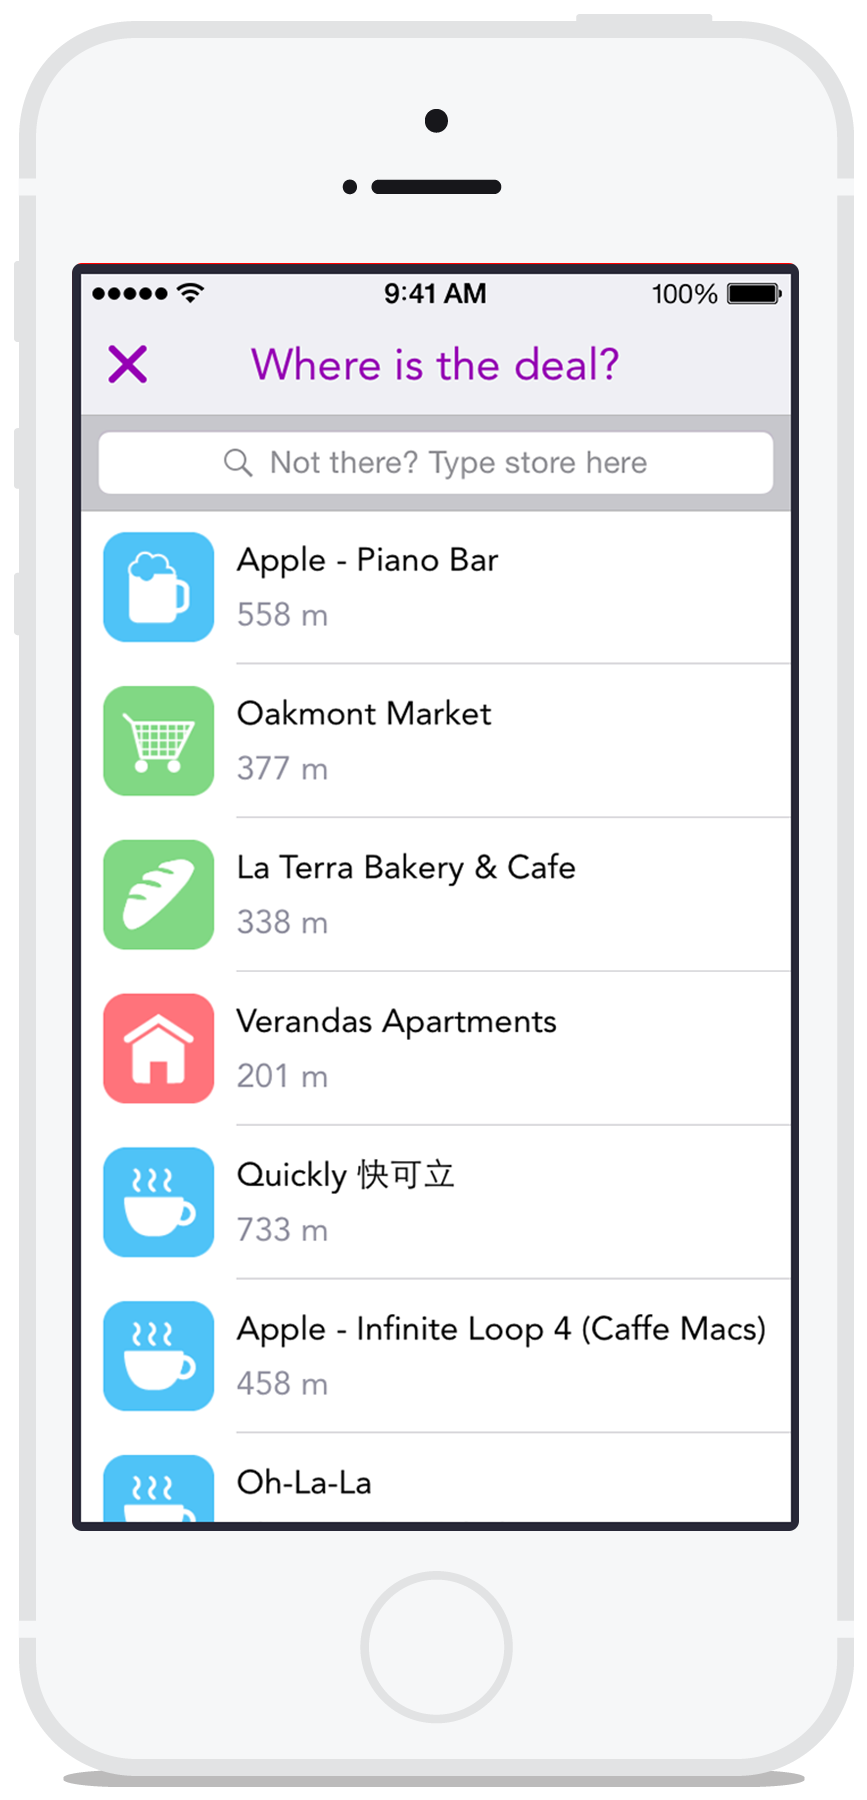 9:41 AM 100%
Where is the deal?
Not there? Type store here
Apple - Piano Bar
558 m
Oakmont Market
377 m
La Terra Bakery & Cafe
338 m
Verandas Apartments
201 m
Quickly 快可立
733 m
Apple - Infinite Loop 4 (Caffe Macs)
458 m
Oh-La-La